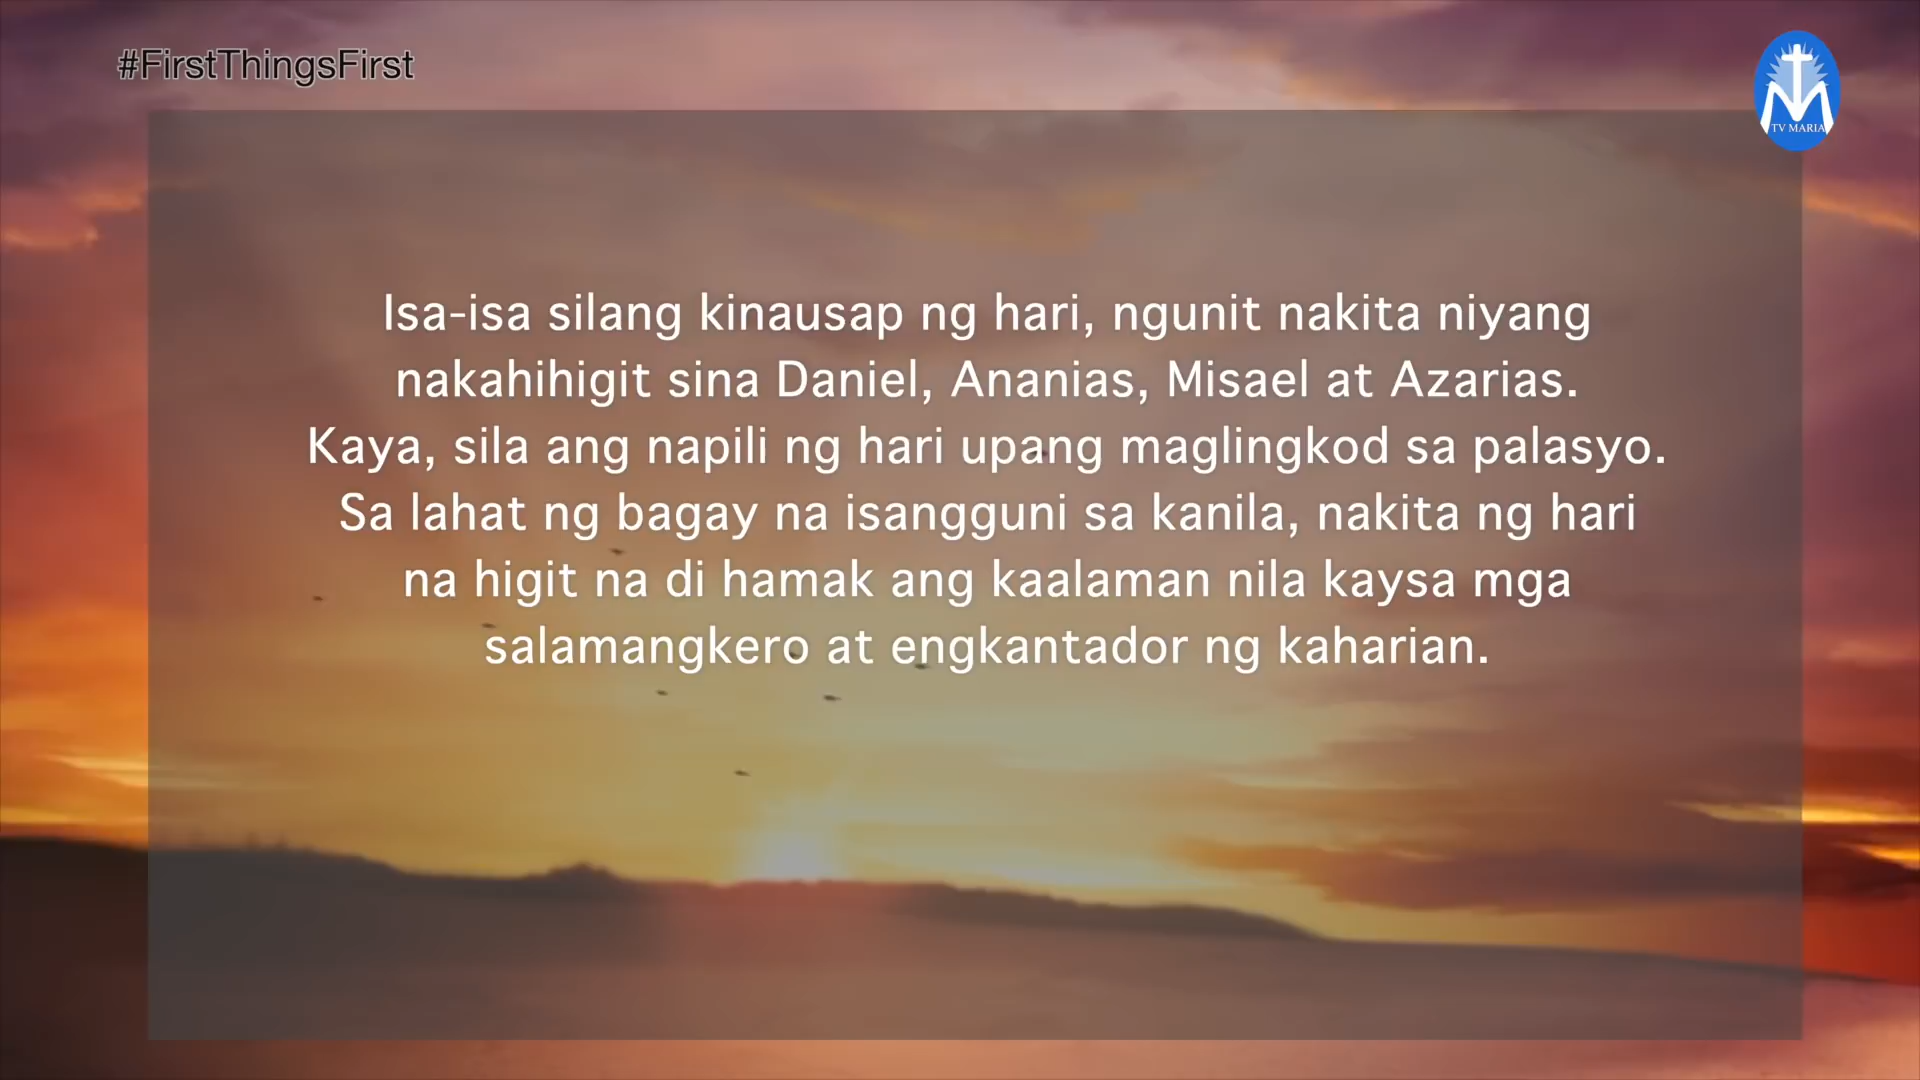 #FirstThingsFirst
TV MARIA
Isa-isa silang kinausap ng hari, ngunit nakita niyang
nakahihigit sina Daniel, Ananias, Misael at Azarias.
Kaya, sila ang napili ng hari upang maglingkod sa palasyo.
Sa lahat ng bagay na isangguni sa kanila, nakita ng hari
na higit na di hamak ang kaalaman nila kaysa mga
salamangkero at engkantador ng kaharian.